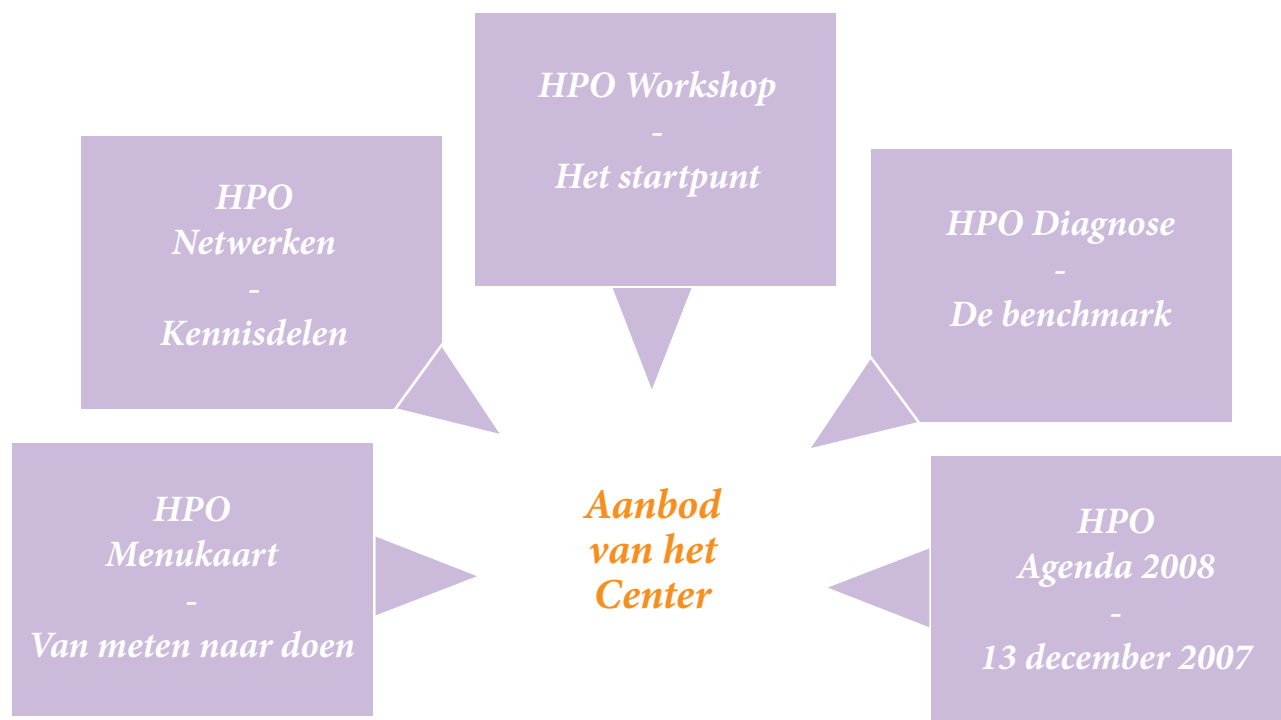 HPO Workshop
-
Het startpunt
HPO
Netwerken
-
Kennisdelen
HPO Diagnose
-
De benchmark
HPO
Menukaart
-
Van meten naar doen
Aanbod
van het
Center
HPO
Agenda 2008
-
13 december 2007